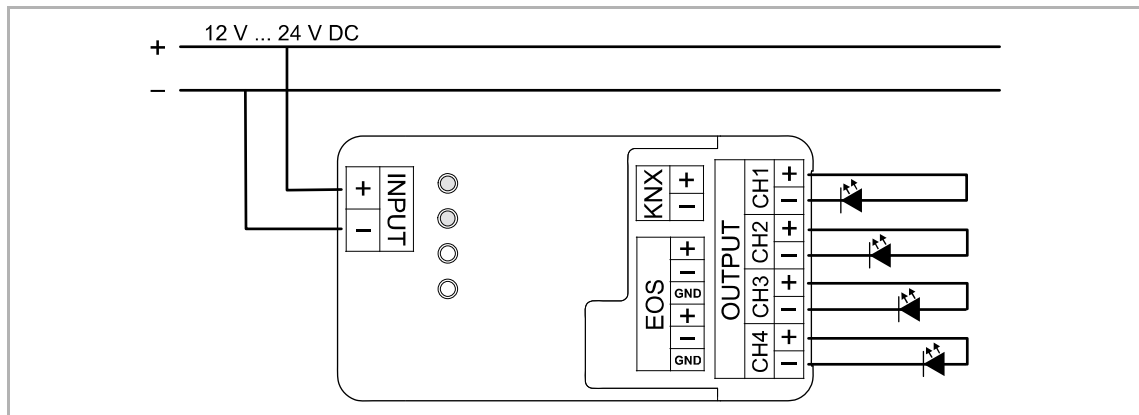 12 V ... 24 V DC
+
–
+
–
INPUT
KNX
+
–
EOS
+
–
GND
+
–
GND
OUTPUT
CH1
+
–
CH2
+
–
CH3
+
–
CH4
+
–